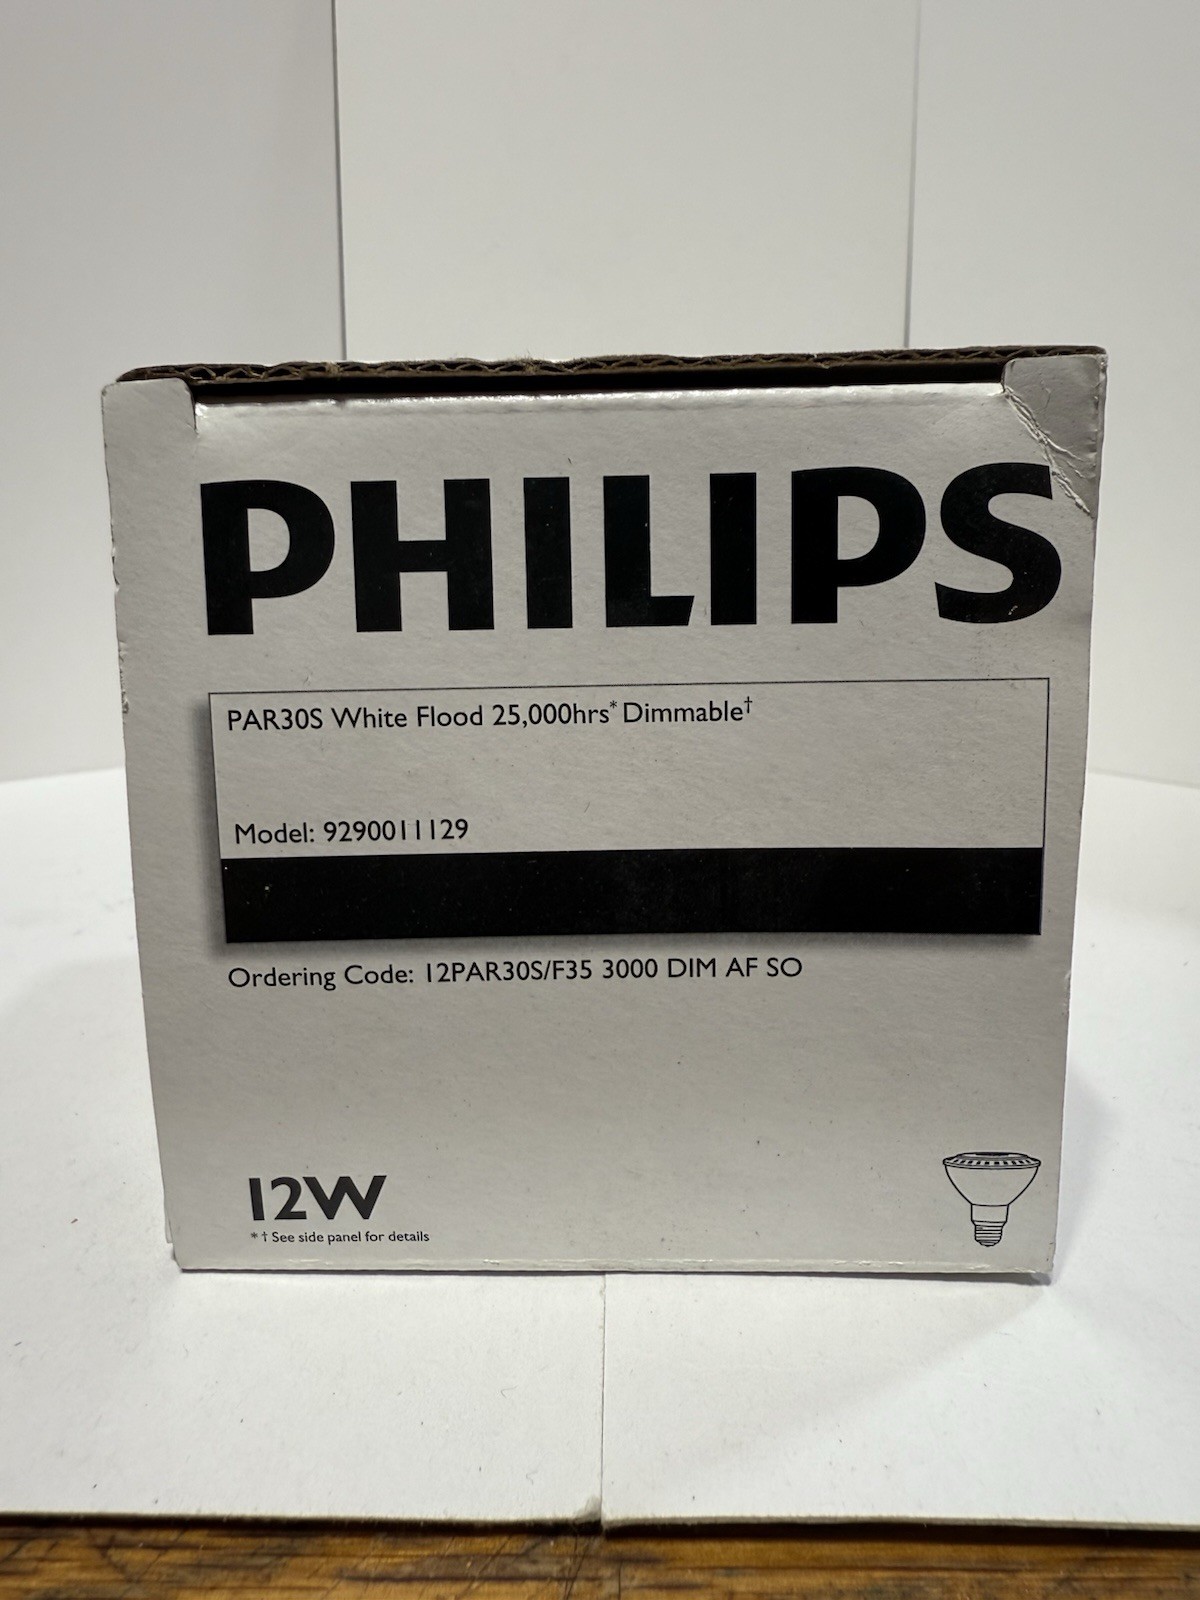 PHILIPS
PAR30S White Flood 25,000hrs* Dimmable†
Model: 9290011129
Ordering Code: 12PAR30S/F35 3000 DIM AF SO
12W
*† See side panel for details